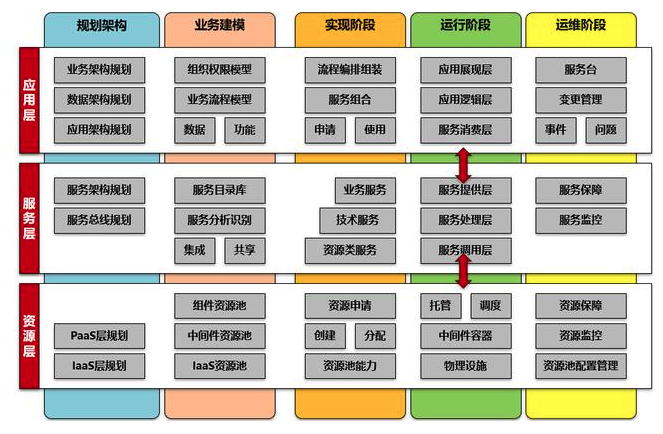 规划架构 业务建模 实现阶段 运行阶段 运维阶段
应用层
业务架构规划 组织权限模型 流程编排组装 应用展现层 服务台
数据架构规划 业务流程模型 服务组合 应用逻辑层 变更管理
应用架构规划 数据 功能 申请 使用 服务消费层 事件 问题
服务层
服务架构规划 服务目录库 业务服务 服务提供层 服务保障
服务总线规划 服务分析识别 技术服务 服务处理层 服务监控
集成 共享 资源类服务 服务调用层
资源层
组件资源池 资源申请 托管 调度 资源保障
PaaS层规划 中间件资源池 创建 分配 中间件容器 资源监控
IaaS层规划 IaaS资源池 资源池能力 物理设施 资源池配置管理